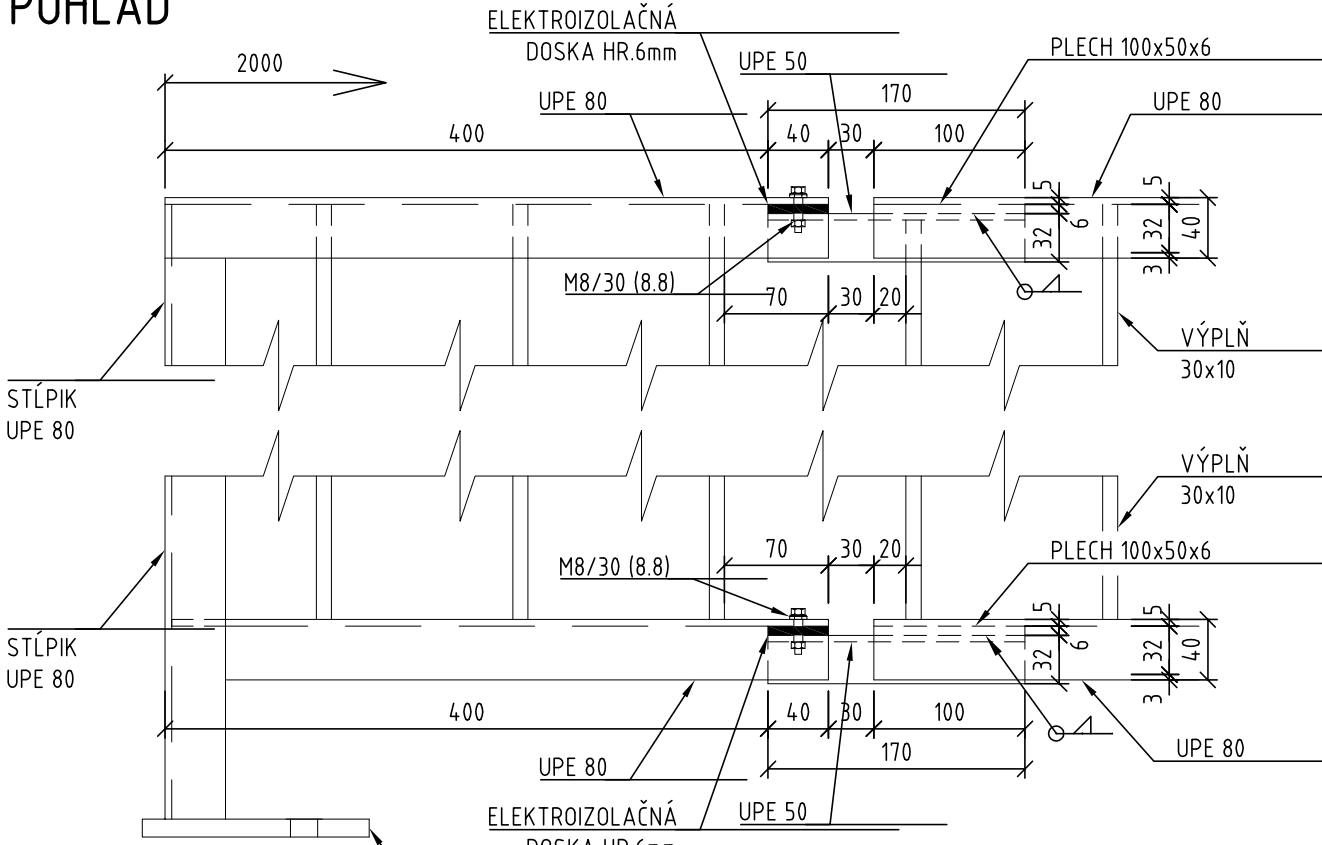 POHĽAD
ELEKTROIZOLAČNÁ
DOSKA HR.6mm
2000
UPE 50
PLECH 100x50x6
170
UPE 80
UPE 80
400
40
30
100
5
5
6
32
32
40
3
M8/30 (8.8)
70
30
20
VÝPLŇ
30x10
STĹPIK
UPE 80
VÝPLŇ
30x10
70
30
20
M8/30 (8.8)
PLECH 100x50x6
5
5
6
32
32
40
3
STĹPIK
UPE 80
400
40
30
100
170
UPE 80
UPE 80
ELEKTROIZOLAČNÁ
DOSKA HR.6mm
UPE 50